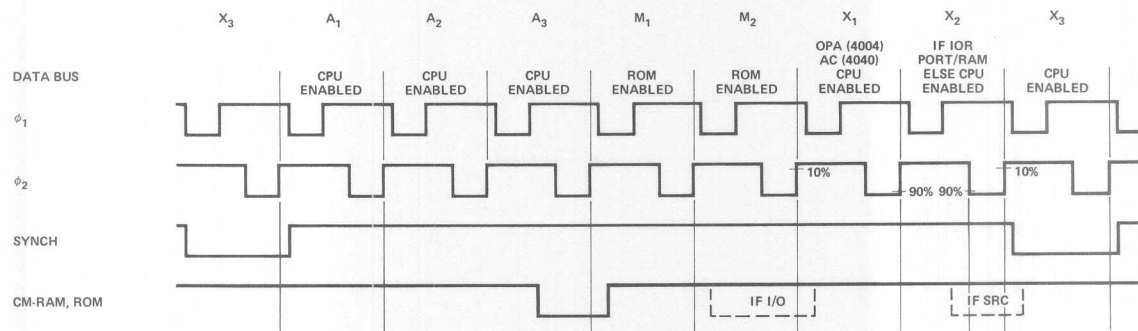 X3 A1 A2 A3 M1 M2 X1 X2 X3
OPA (4004) IF IOR
AC (4040) PORT/RAM
DATA BUS CPU CPU CPU ROM ROM CPU ELSE CPU CPU
ENABLED ENABLED ENABLED ENABLED ENABLED ENABLED ENABLED ENABLED
φ1
φ2 10% 90% 90% 10%
SYNCH
CM-RAM, ROM IF I/O IF SRC